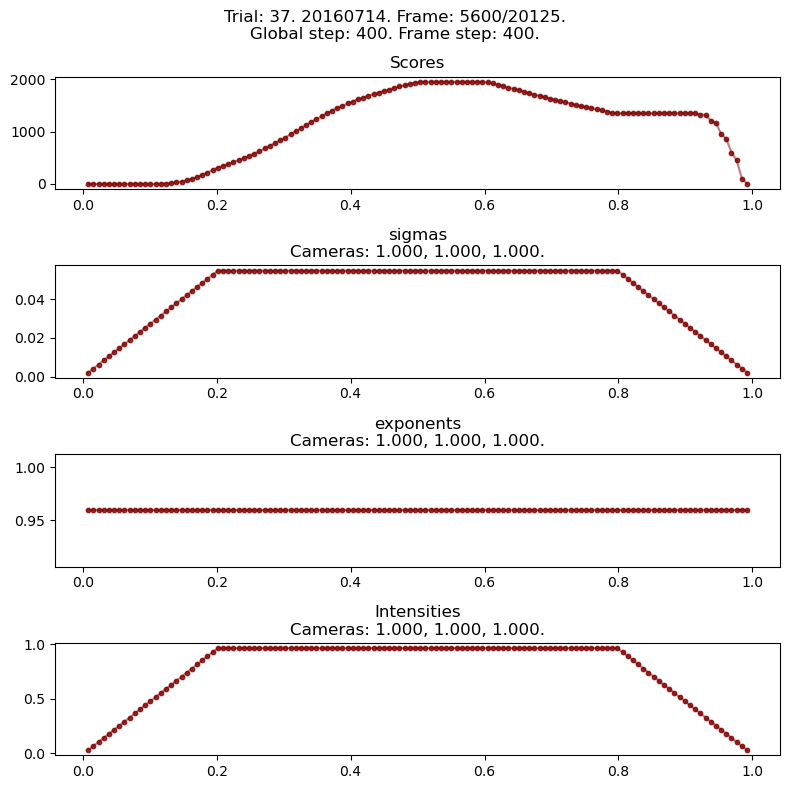 Trial: 37. 20160714. Frame: 5600/20125.
Global step: 400. Frame step: 400.
Scores
2000
1000
0
0.0 0.2 0.4 0.6 0.8 1.0
sigmas
Cameras: 1.000, 1.000, 1.000.
0.04
0.02
0.00
0.0 0.2 0.4 0.6 0.8 1.0
exponents
Cameras: 1.000, 1.000, 1.000.
1.00
0.95
0.0 0.2 0.4 0.6 0.8 1.0
Intensities
Cameras: 1.000, 1.000, 1.000.
1.0
0.5
0.0
0.0 0.2 0.4 0.6 0.8 1.0